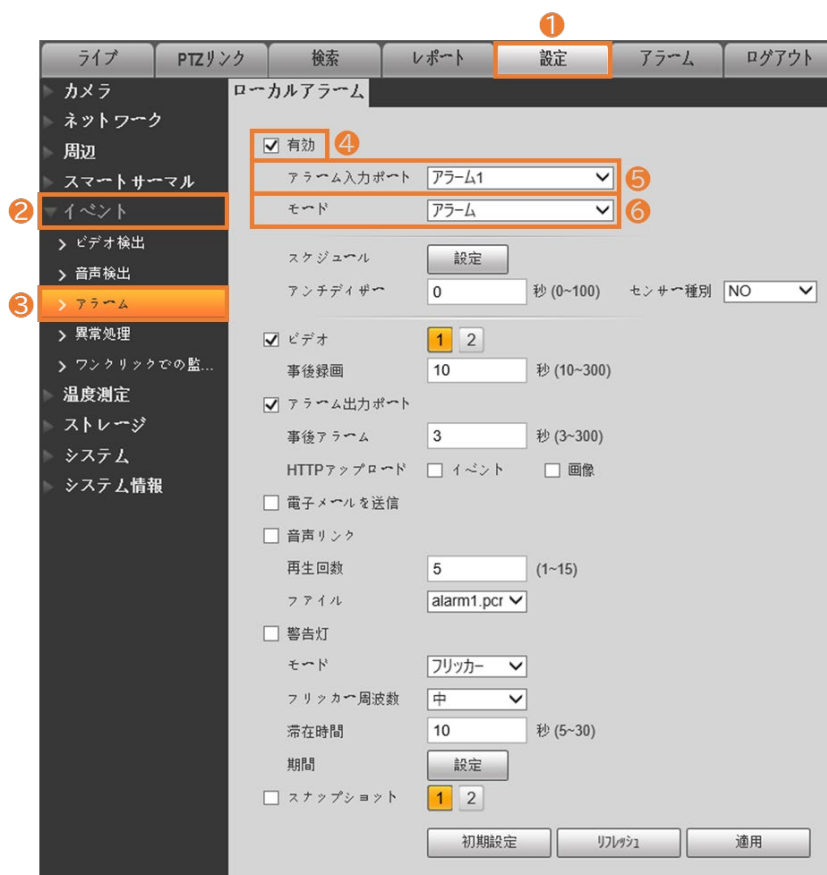 ❶
ライブ PTZリンク 検索 レポート 設定 アラーム ログアウト
カメラ
ネットワーク
周辺
スマートサーマル
❷ イベント
ビデオ検出
音声検出
❸ アラーム
異常処理
ワンクリックでの監...
温度測定
ストレージ
システム
システム情報
ローカルアラーム
有効 ❹
アラーム入力ポート アラーム1 ❺
モード アラーム ❻
スケジュール 設定
アンチディザー 0 秒 (0~100) センサー種別 NO
ビデオ 1 2
事後録画 10 秒 (10~300)
アラーム出力ポート
事後アラーム 3 秒 (3~300)
HTTPアップロード イベント 画像
電子メールを送信
音声リンク
再生回数 5 (1~15)
ファイル alarm1.pcr
警告灯
モード フリッカー
フリッカー周波数 中
滞在時間 10 秒 (5~30)
期間 設定
スナップショット 1 2
初期設定 リフレッシュ 適用